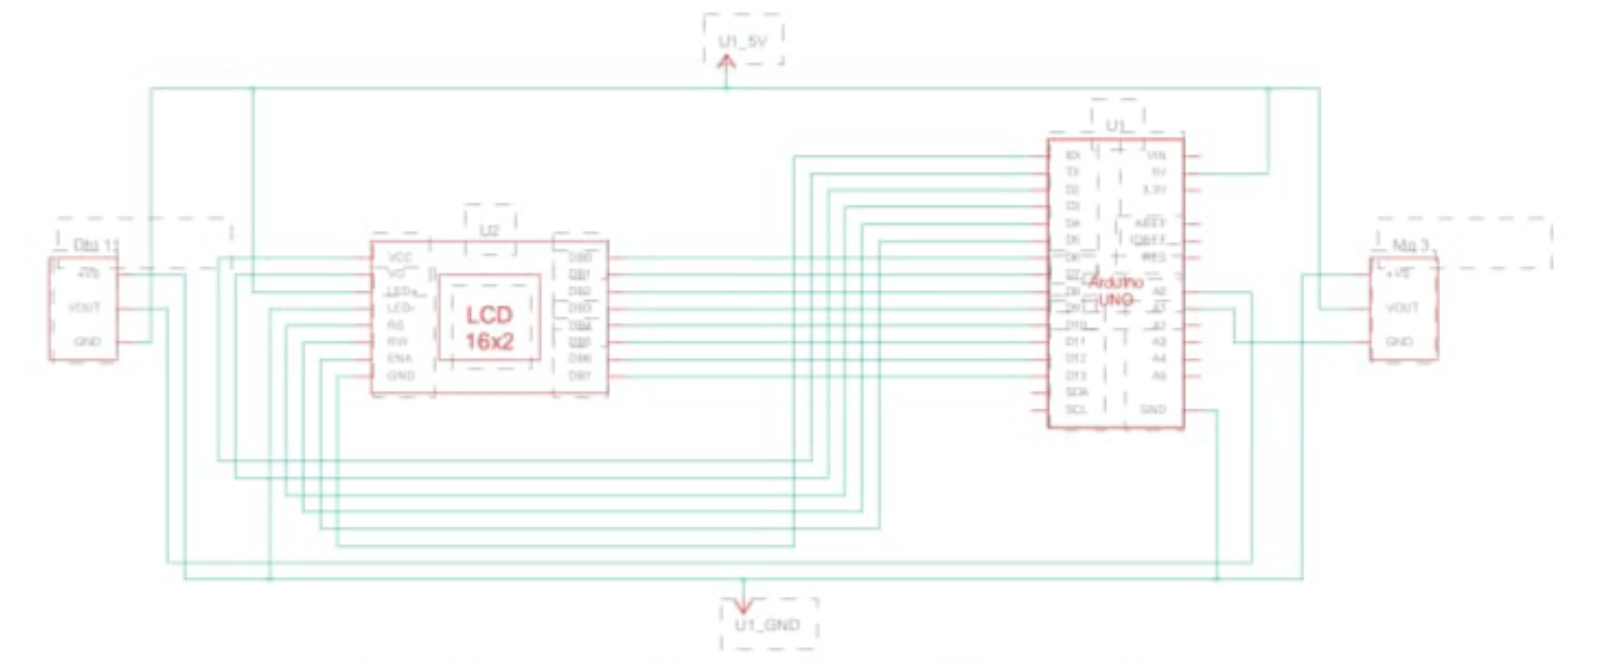 U1_5V
U1
RX
VIN
TX
5V
D2
3.3V
D3
D4
AREF
D5
IOREF
D6
RES
D7
Arduino
UNO
D8
A0
D9
A1
D10
A2
D11
A3
D12
A4
D13
A5
SDA
SCL
GND
U2
VCC
DB0
VO
DB1
LED+
DB2
LED-
DB3
RS
DB4
RW
DB5
ENA
DB6
GND
DB7
LCD
16x2
Dht 11
+VS
VOUT
GND
Mq 3
+VS
VOUT
GND
U1_GND